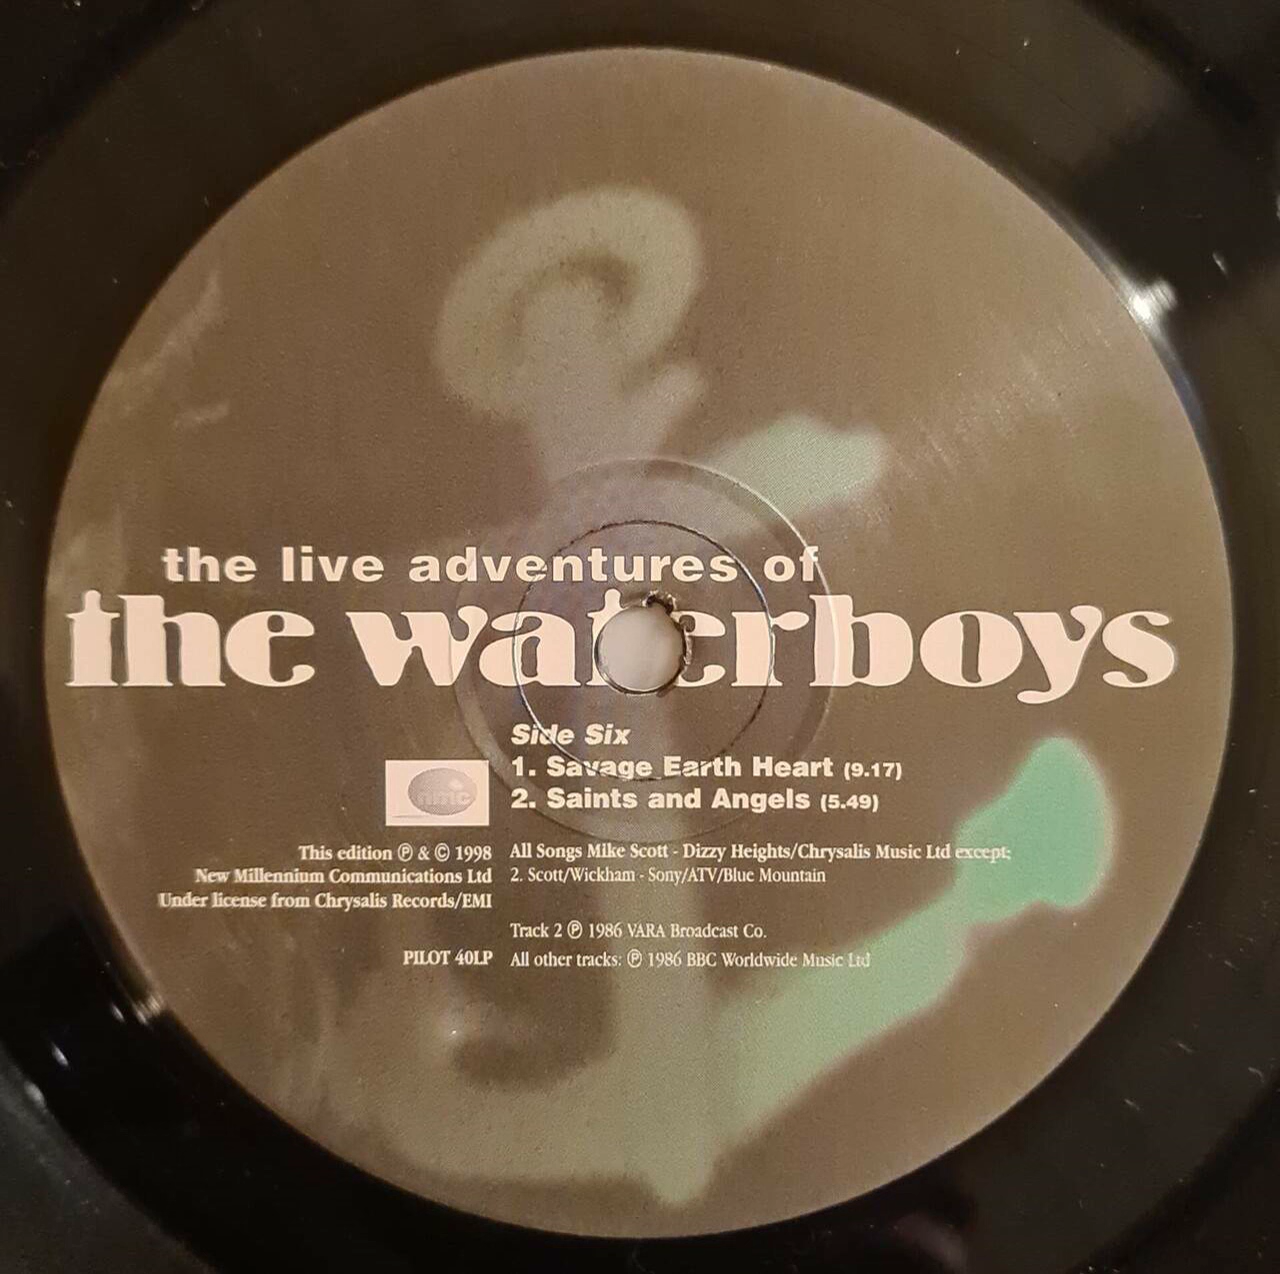 the live adventures of
the waterboys
Side Six
1. Savage Earth Heart (9.17)
2. Saints and Angels (5.49)
nmc
This edition ℗ & © 1998
New Millennium Communications Ltd
Under license from Chrysalis Records/EMI
PILOT 40LP
All Songs Mike Scott - Dizzy Heights/Chrysalis Music Ltd except;
2. Scott/Wickham - Sony/ATV/Blue Mountain
Track 2 ℗ 1986 VARA Broadcast Co.
All other tracks: ℗ 1986 BBC Worldwide Music Ltd